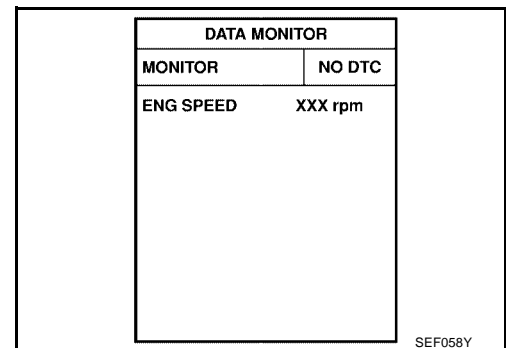 DATA MONITOR
MONITOR NO DTC
ENG SPEED XXX rpm
SEF058Y